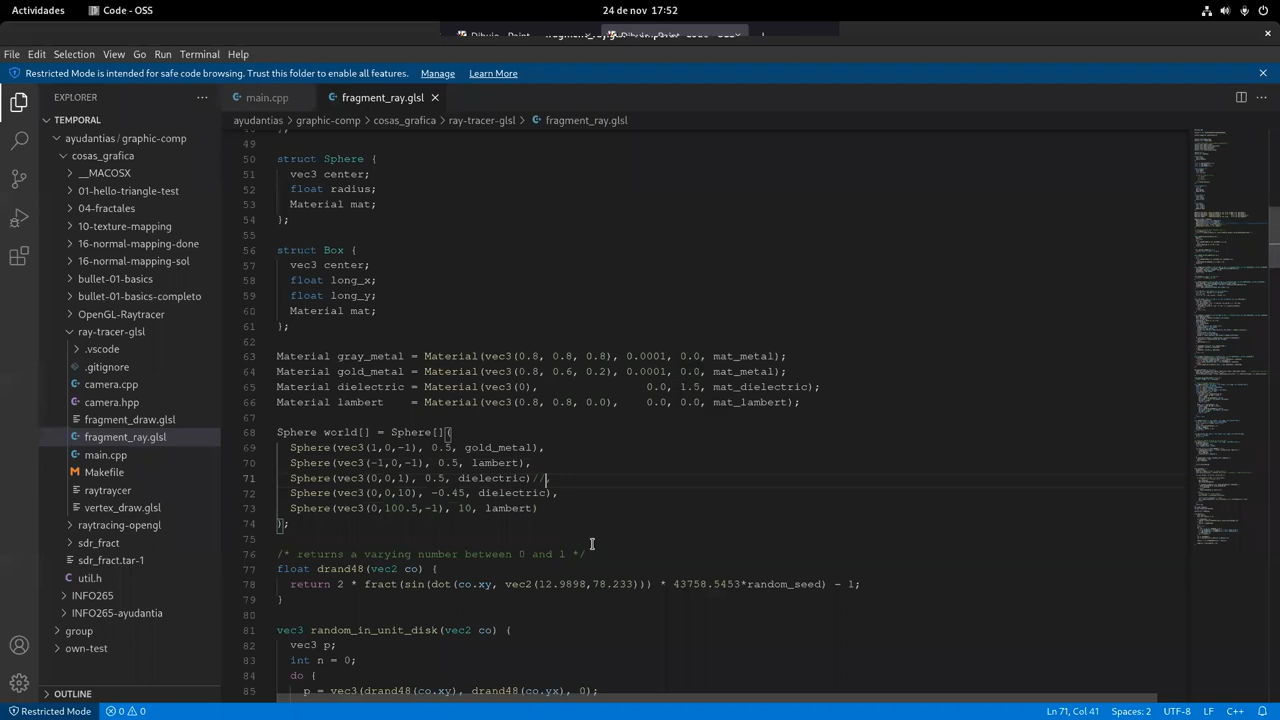 Actividades
Code - OSS
24 de nov 17:52
File Edit Selection View Go Run Terminal Help
Restricted Mode is intended for safe code browsing. Trust this folder to enable all features. Manage Learn More
EXPLORER
TEMPORAL
ayudantias / graphic-comp
cosas_grafica
__MACOSX
01-hello-triangle-test
04-fractales
10-texture-mapping
16-normal-mapping-done
16-normal-mapping-sol
bullet-01-basics
bullet-01-basics-completo
OpenGL-Raytracer
ray-tracer-glsl
.vscode
.gitignore
camera.cpp
camera.hpp
fragment_draw.glsl
fragment_ray.glsl
main.cpp
Makefile
raytraycer
vertex_draw.glsl
raytracing-opengl
sdr_fract
sdr_fract.tar-1
util.h
INFO265
INFO265-ayudantia
group
own-test
OUTLINE
main.cpp
fragment_ray.glsl
ayudantias > graphic-comp > cosas_grafica > ray-tracer-glsl > fragment_ray.glsl
49
50 struct Sphere {
51 vec3 center;
52 float radius;
53 Material mat;
54 };
55
56 struct Box {
57 vec3 center;
58 float long_x;
59 float long_y;
60 Material mat;
61 };
62
63 Material gray_metal = Material(vec3(0.8, 0.8, 0.8), 0.0001, 0.0, mat_metal);
64 Material gold_metal = Material(vec3(0.8, 0.6, 0.2), 0.0001, 0.0, mat_metal);
65 Material dielectric = Material(vec3(0), 0.0, 1.5, mat_dielectric);
66 Material lambert = Material(vec3(0.8, 0.8, 0.0), 0.0, 0.0, mat_lambert);
67
68 Sphere world[] = Sphere[](
69 Sphere(vec3(1,0,-1), 0.5, gold_metal),
70 Sphere(vec3(-1,0,-1), 0.5, lambert),
71 Sphere(vec3(0,0,1), 0.5, dielectric)//,
72 Sphere(vec3(0,0,10), -0.45, dielectric),
73 Sphere(vec3(0,100.5,-1), 10, lambert)
74 );
75
76 /* returns a varying number between 0 and 1 */
77 float drand48(vec2 co) {
78 return 2 * fract(sin(dot(co.xy, vec2(12.9898,78.233))) * 43758.5453*random_seed) - 1;
79 }
80
81 vec3 random_in_unit_disk(vec2 co) {
82 vec3 p;
83 int n = 0;
84 do {
85 p = vec3(drand48(co.xy), drand48(co.yx), 0);
Restricted Mode 0 0
Ln 71, Col 41 Spaces: 2 UTF-8 LF C++